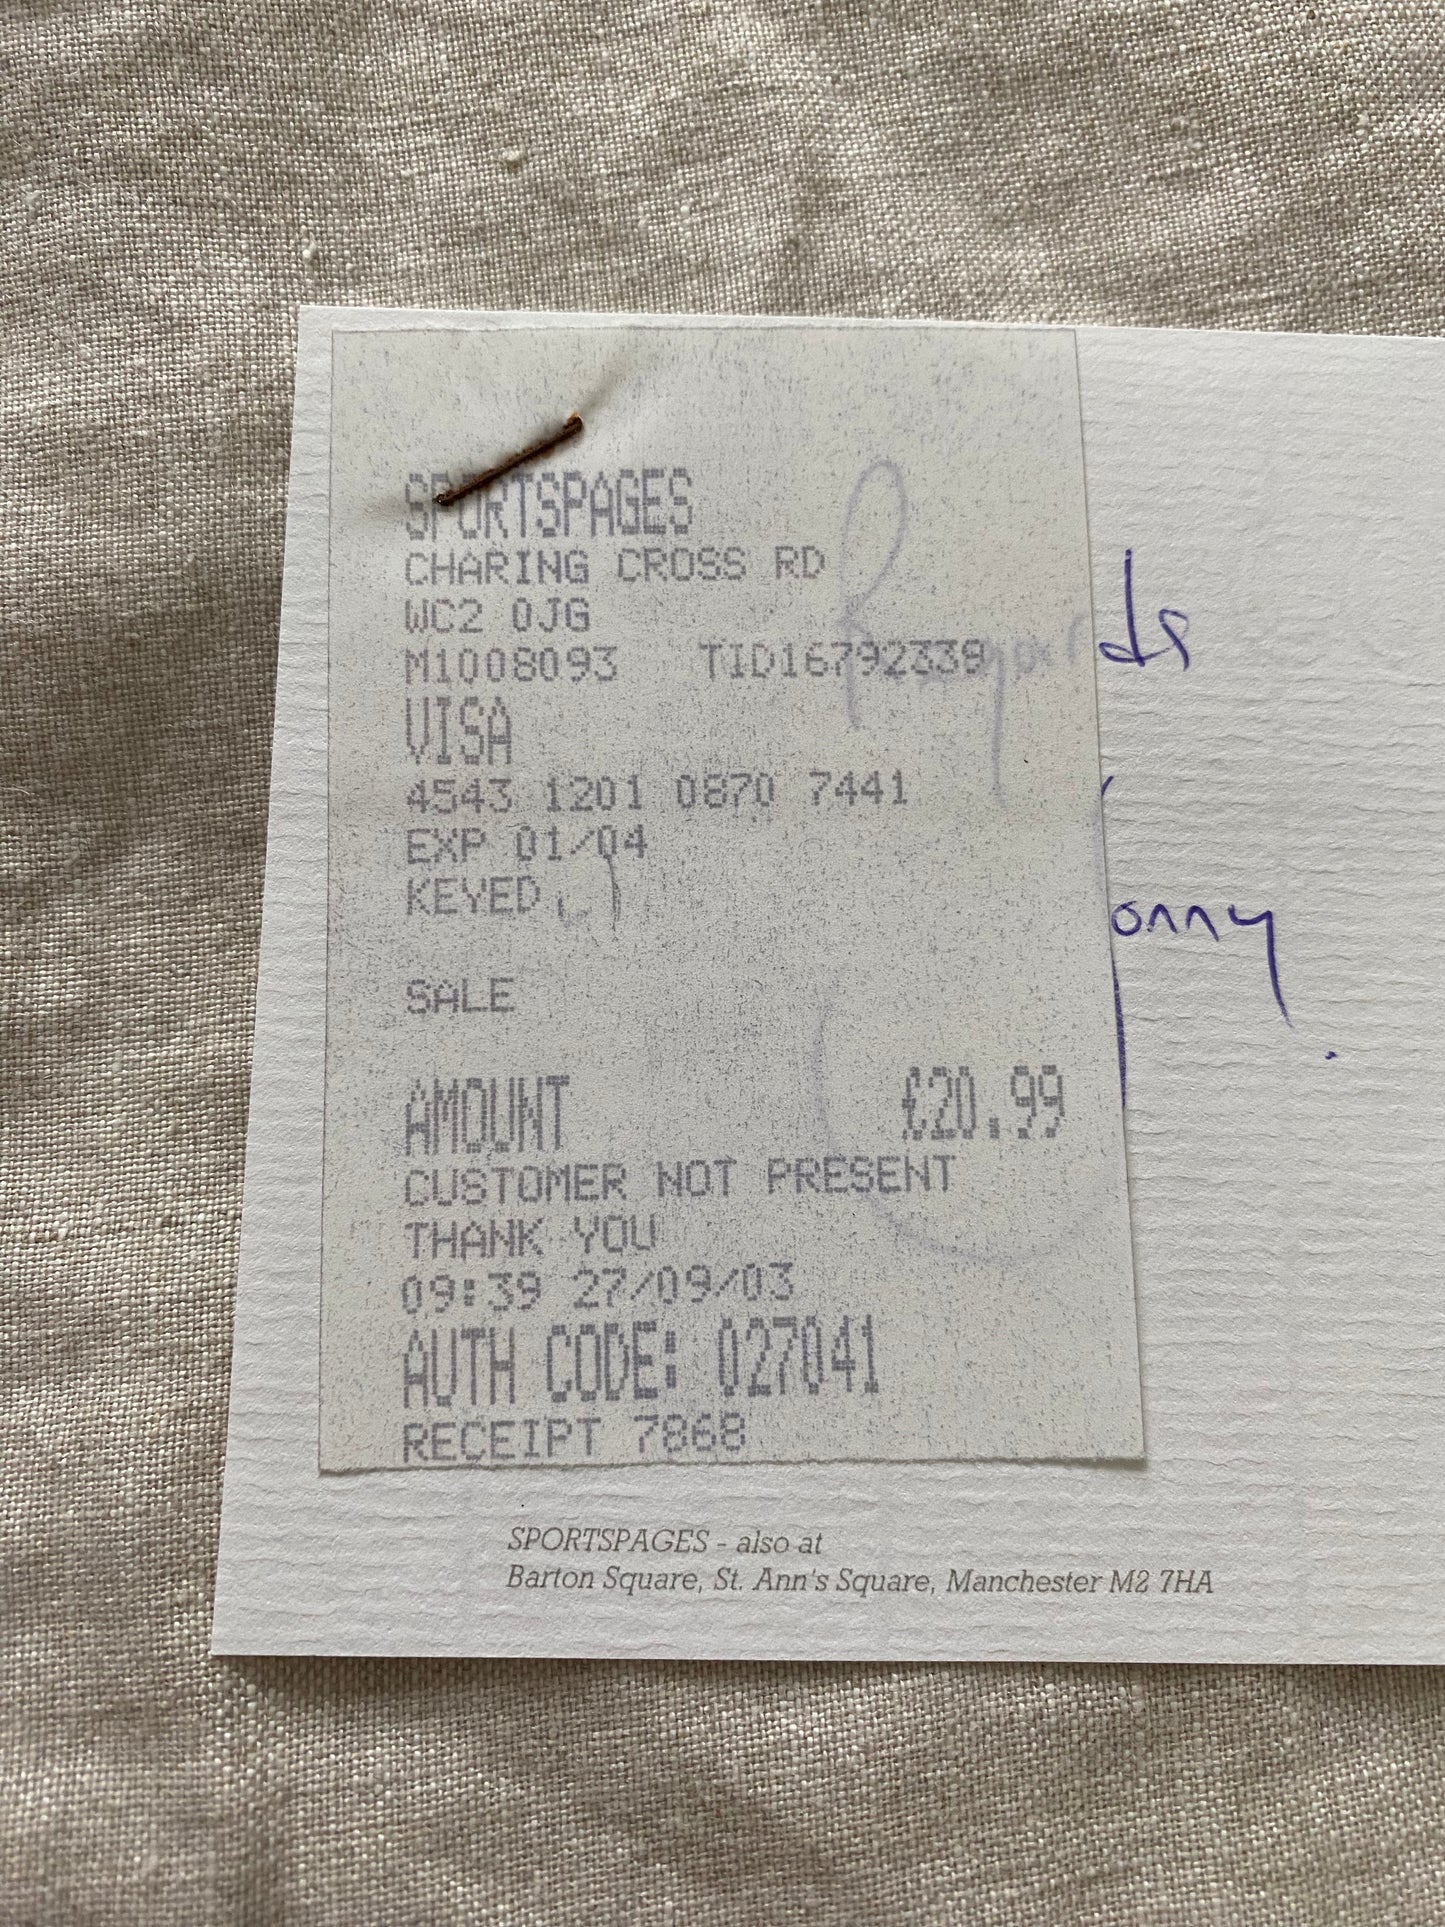 SPORTSPAGES
CHARING CROSS RD
WC2 0JG
M1008093 TID16792339
VISA
4543 1201 0870 7441
EXP 01/04
KEYED
SALE
AMOUNT £20.99
CUSTOMER NOT PRESENT
THANK YOU
09:39 27/09/03
AUTH CODE: 027041
RECEIPT 7868
Regards
Jonny.
SPORTSPAGES - also at
Barton Square, St. Ann's Square, Manchester M2 7HA